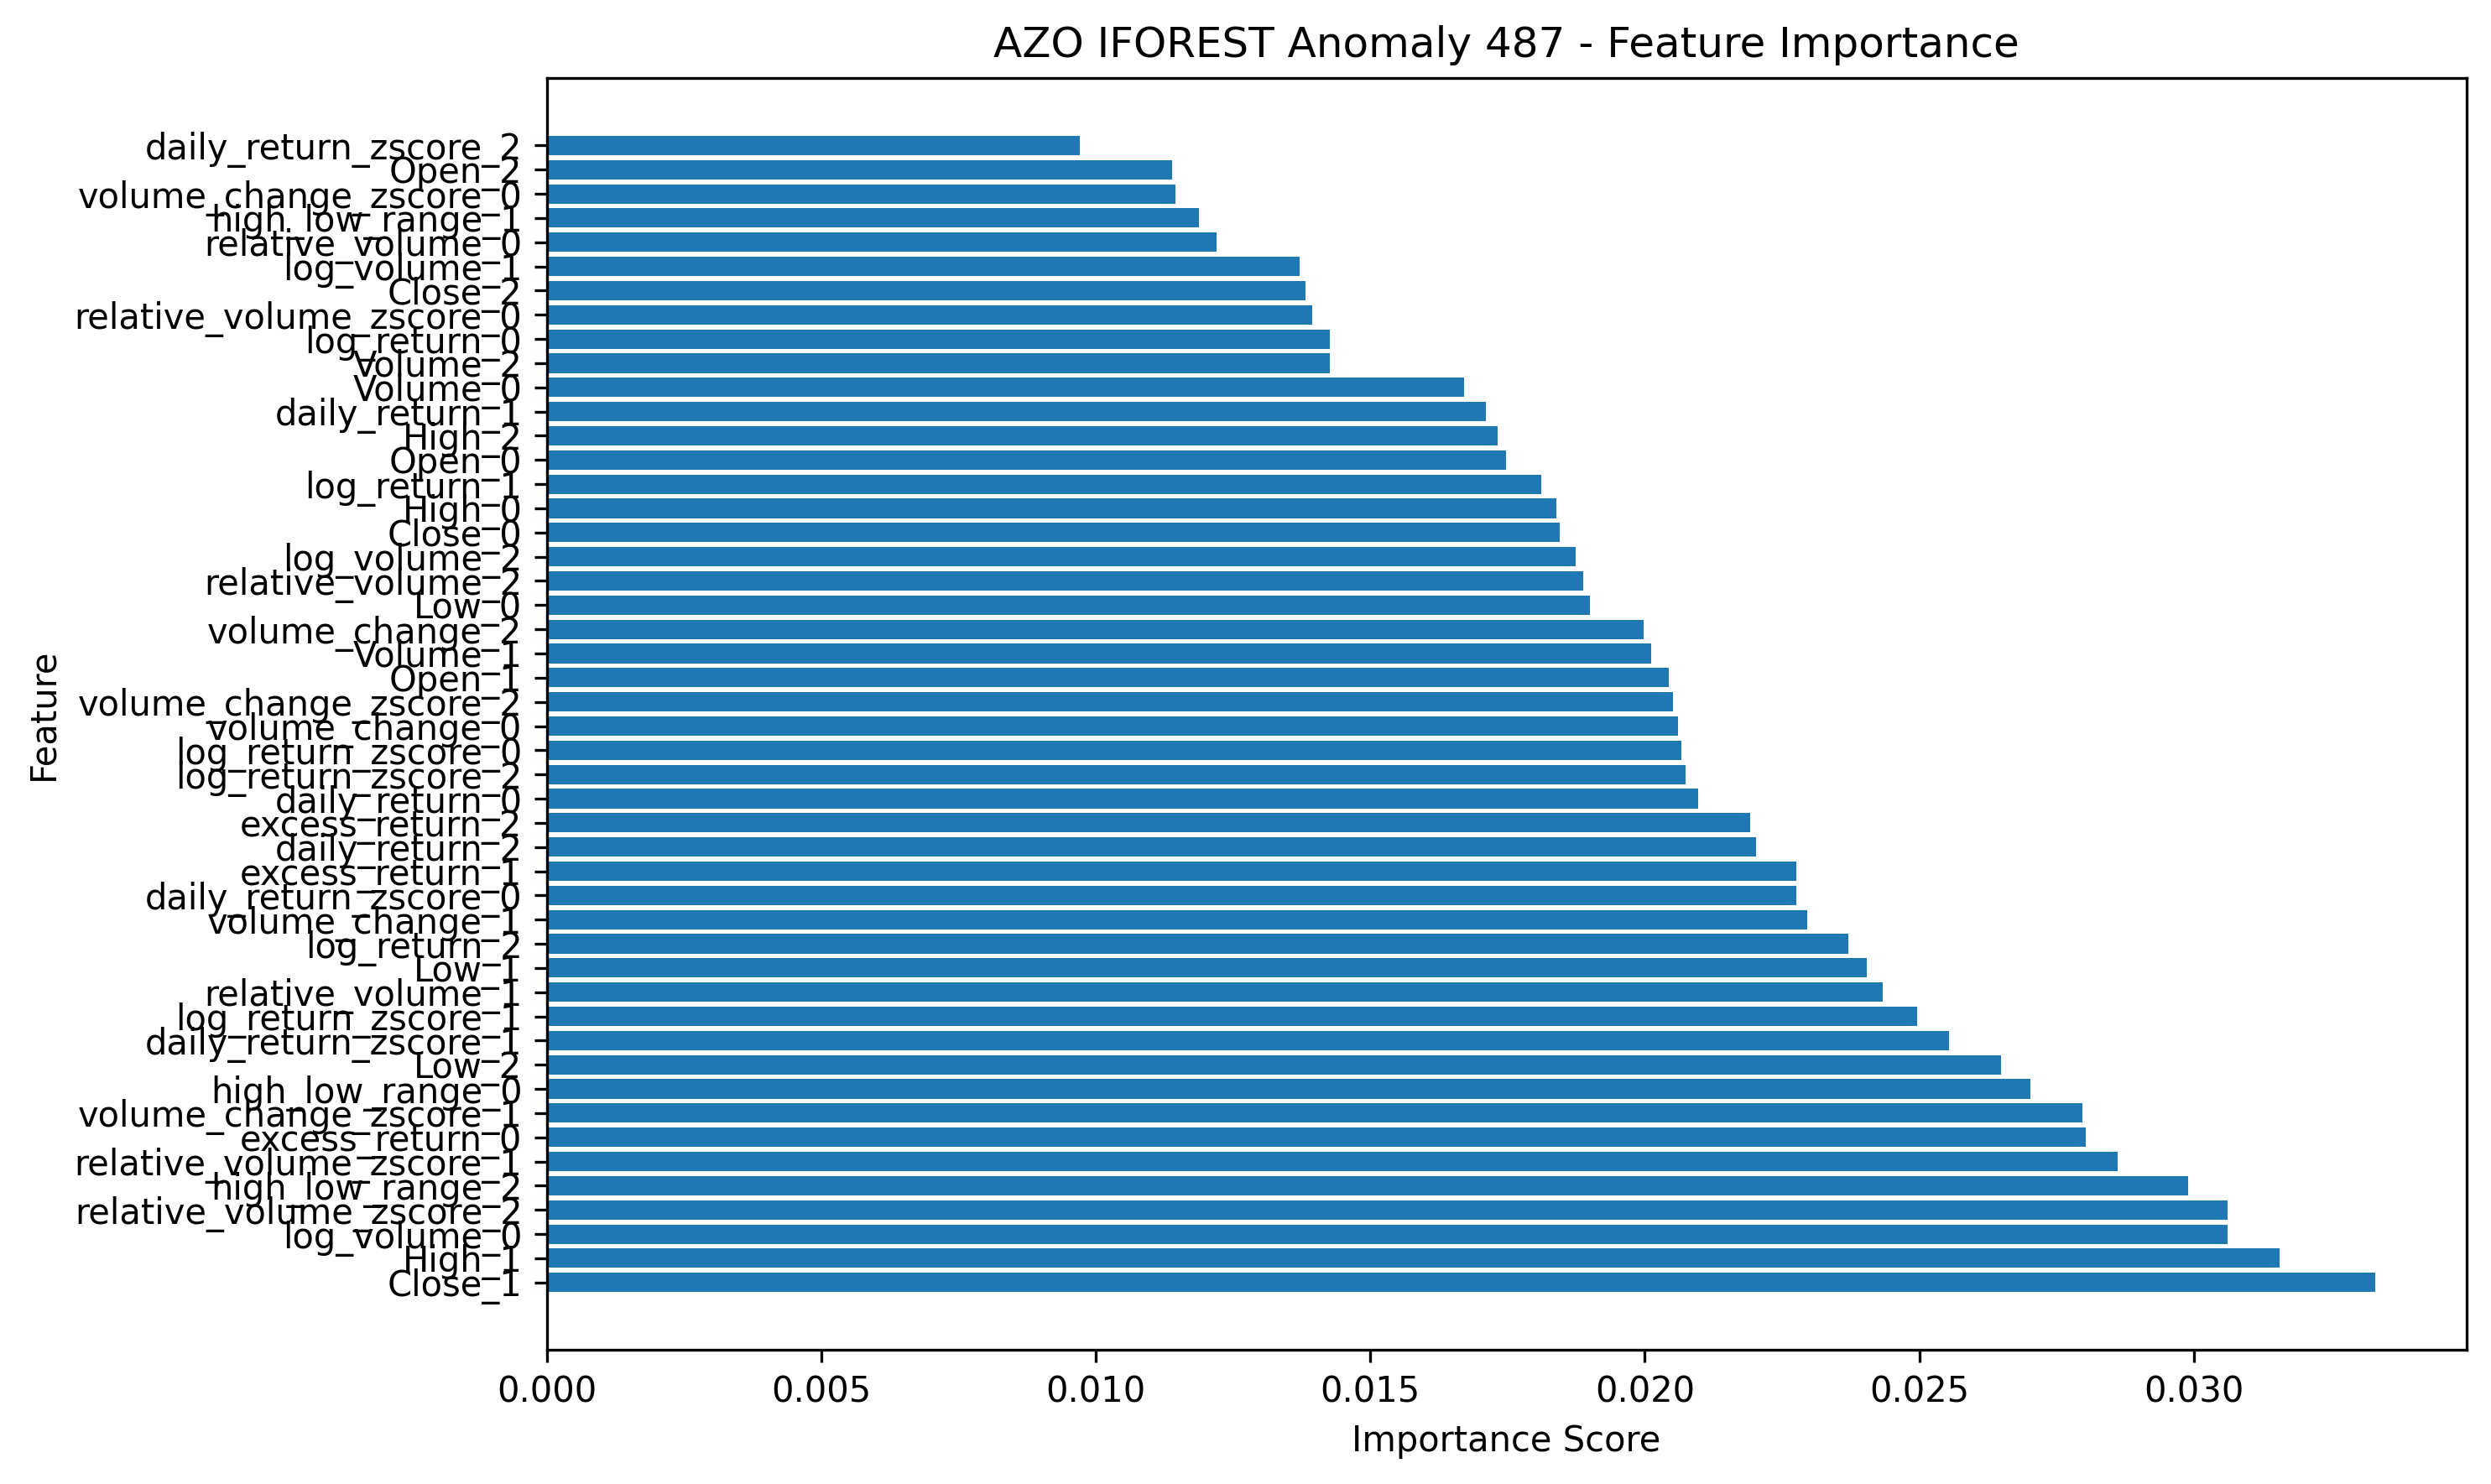 AZO IFOREST Anomaly 487 - Feature Importance
daily_return_zscore_2
Open_2
volume_change_zscore_0
high_low_range_1
relative_volume_0
log_volume_1
Close_2
relative_volume_zscore_0
log_return_0
Volume_2
Volume_0
daily_return_1
High_2
Open_0
log_return_1
High_0
Close_0
log_volume_2
relative_volume_2
Low_0
volume_change_2
Volume_1
Open_1
volume_change_zscore_2
volume_change_0
log_return_zscore_0
log_return_zscore_2
daily_return_0
excess_return_2
daily_return_2
excess_return_1
daily_return_zscore_0
volume_change_1
log_return_2
Low_1
relative_volume_1
log_return_zscore_1
daily_return_zscore_1
Low_2
high_low_range_0
volume_change_zscore_1
excess_return_0
relative_volume_zscore_1
high_low_range_2
relative_volume_zscore_2
log_volume_0
High_1
Close_1
Feature
0.000 0.005 0.010 0.015 0.020 0.025 0.030
Importance Score